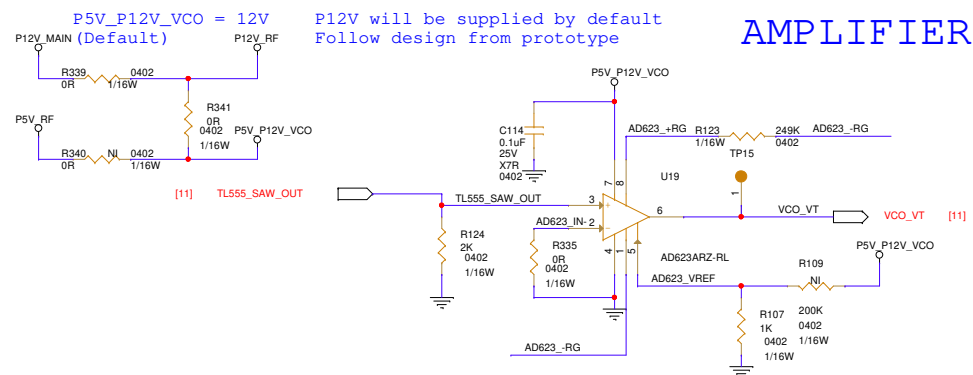 P5V_P12V_VCO = 12V
(Default)
P12V will be supplied by default
Follow design from prototype
AMPLIFIER
P12V_MAIN
P12V_RF
R339
0R
0402
1/16W
R341
0R
0402
1/16W
P5V_RF
P5V_P12V_VCO
R340
0R
NI
0402
1/16W
[11]
TL555_SAW_OUT
TL555_SAW_OUT
R124
2K
0402
1/16W
P5V_P12V_VCO
C114
0.1uF
25V
X7R
0402
AD623_+RG
R123
1/16W
249K
0402
AD623_-RG
TP15
1
U19
7
8
3
+
AD623_IN-
2
-
6
4
1
5
AD623ARZ-RL
R335
0R
0402
1/16W
VCO_VT
VCO_VT
[11]
AD623_VREF
P5V_P12V_VCO
R109
NI
200K
0402
1/16W
R107
1K
0402
1/16W
AD623_-RG